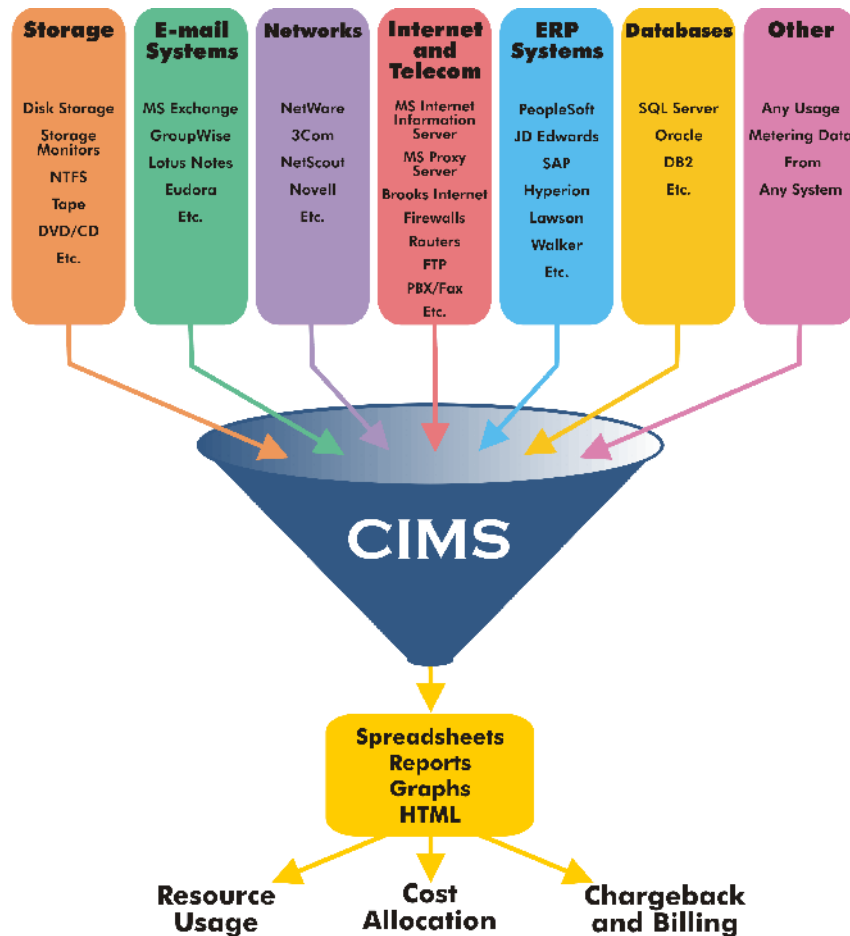 Storage
Disk Storage
Storage
Monitors
NTFS
Tape
DVD/CD
Etc.
E-mail
Systems
MS Exchange
GroupWise
Lotus Notes
Eudora
Etc.
Networks
NetWare
3Com
NetScout
Novell
Etc.
Internet
and
Telecom
MS Internet
Information
Server
MS Proxy
Server
Brooks Internet
Firewalls
Routers
FTP
PBX/Fax
Etc.
ERP
Systems
PeopleSoft
JD Edwards
SAP
Hyperion
Lawson
Walker
Etc.
Databases
SQL Server
Oracle
DB2
Etc.
Other
Any Usage
Metering Data
From
Any System
CIMS
Spreadsheets
Reports
Graphs
HTML
Resource
Usage
Cost
Allocation
Chargeback
and Billing